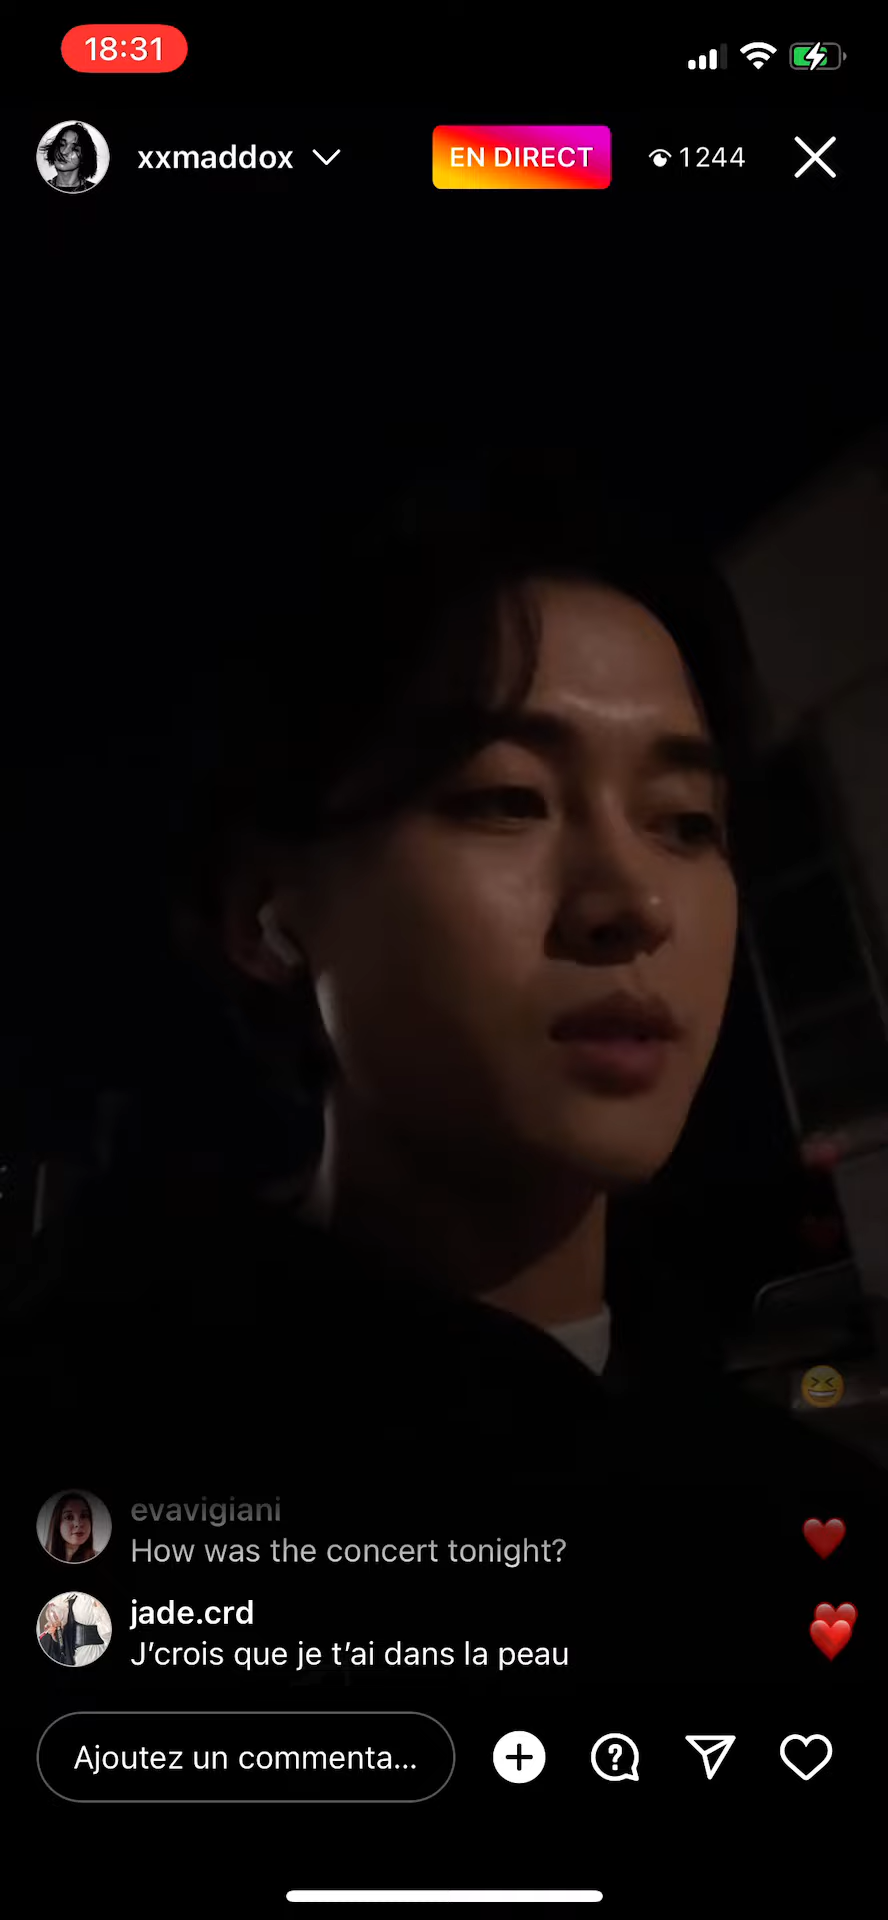 18:31
xxmaddox
EN DIRECT
1244
evavigiani
How was the concert tonight?
jade.crd
J’crois que je t’ai dans la peau
Ajoutez un commenta...